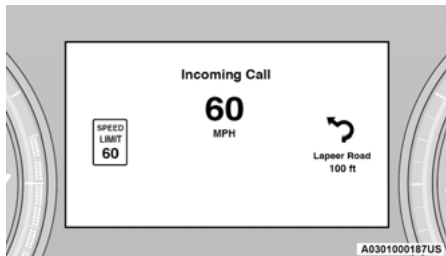 Incoming Call
60
MPH
SPEED
LIMIT
60
Lapeer Road
100 ft
A0301000187US